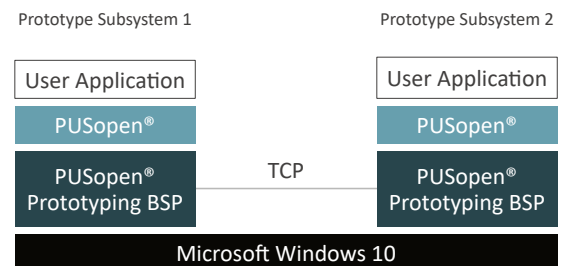 Prototype Subsystem 1
Prototype Subsystem 2
User Application
User Application
PUSopen®
PUSopen®
PUSopen®
Prototyping BSP
TCP
PUSopen®
Prototyping BSP
Microsoft Windows 10